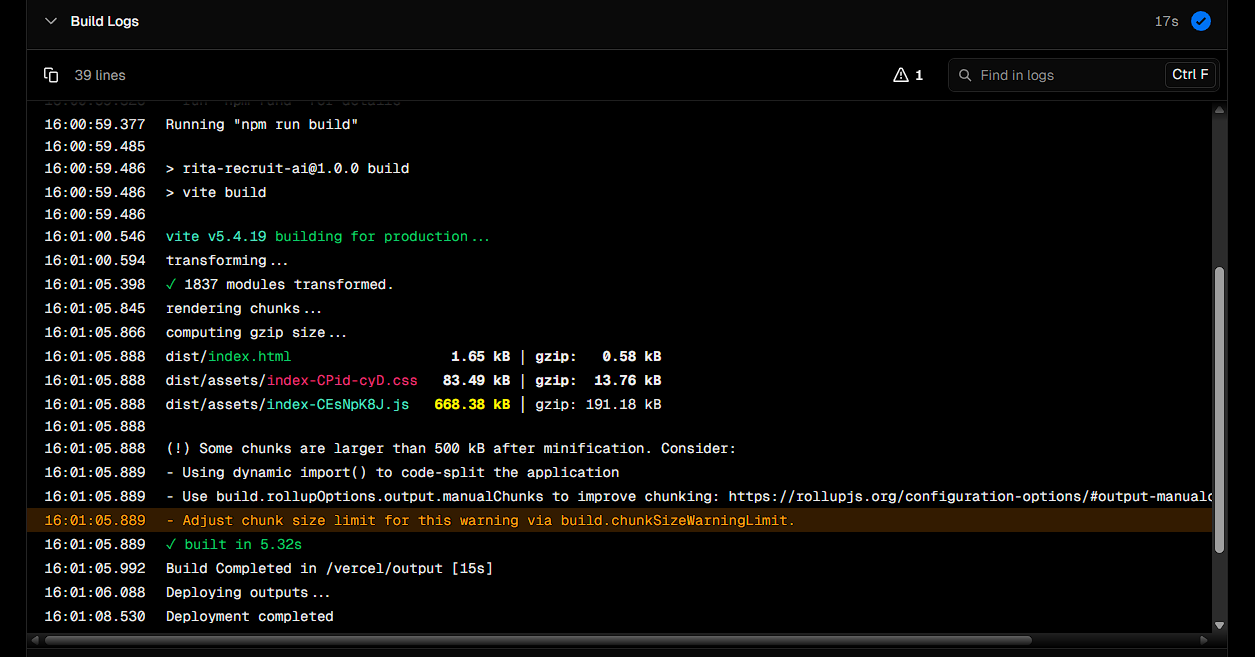 Build Logs 17s
39 lines 1 Find in logs Ctrl F
16:00:59.377 Running "npm run build"
16:00:59.485
16:00:59.486 > rita-recruit-ai@1.0.0 build
16:00:59.486 > vite build
16:00:59.486
16:01:00.546 vite v5.4.19 building for production...
16:01:00.594 transforming...
16:01:05.398 ✓ 1837 modules transformed.
16:01:05.845 rendering chunks...
16:01:05.866 computing gzip size...
16:01:05.888 dist/index.html 1.65 kB | gzip: 0.58 kB
16:01:05.888 dist/assets/index-CPid-cyD.css 83.49 kB | gzip: 13.76 kB
16:01:05.888 dist/assets/index-CEsNpK8J.js 668.38 kB | gzip: 191.18 kB
16:01:05.888
16:01:05.888 (!) Some chunks are larger than 500 kB after minification. Consider:
16:01:05.889 - Using dynamic import() to code-split the application
16:01:05.889 - Use build.rollupOptions.output.manualChunks to improve chunking: https://rollupjs.org/configuration-options/#output-manualc
16:01:05.889 - Adjust chunk size limit for this warning via build.chunkSizeWarningLimit.
16:01:05.889 ✓ built in 5.32s
16:01:05.992 Build Completed in /vercel/output [15s]
16:01:06.088 Deploying outputs...
16:01:08.530 Deployment completed